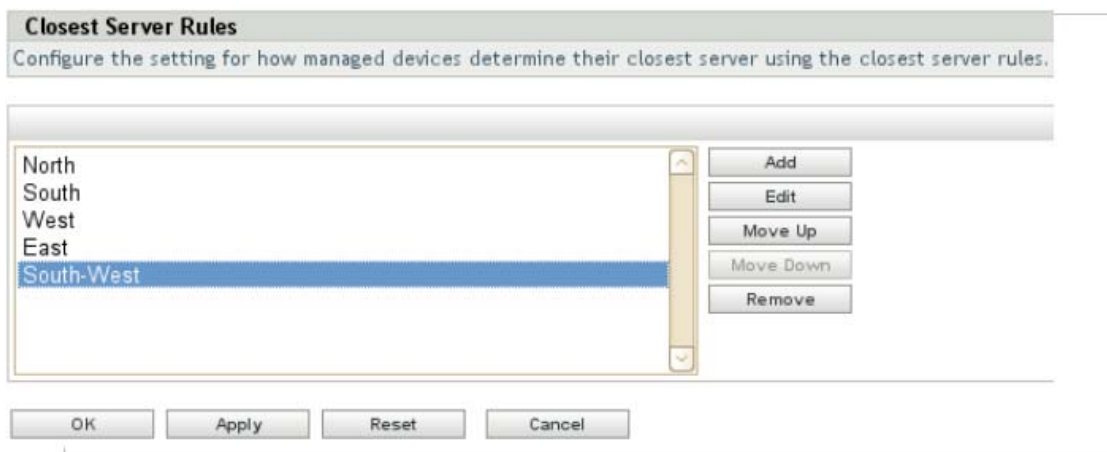 Closest Server Rules
Configure the setting for how managed devices determine their closest server using the closest server rules.
North
South
West
East
South-West
Add
Edit
Move Up
Move Down
Remove
OK
Apply
Reset
Cancel